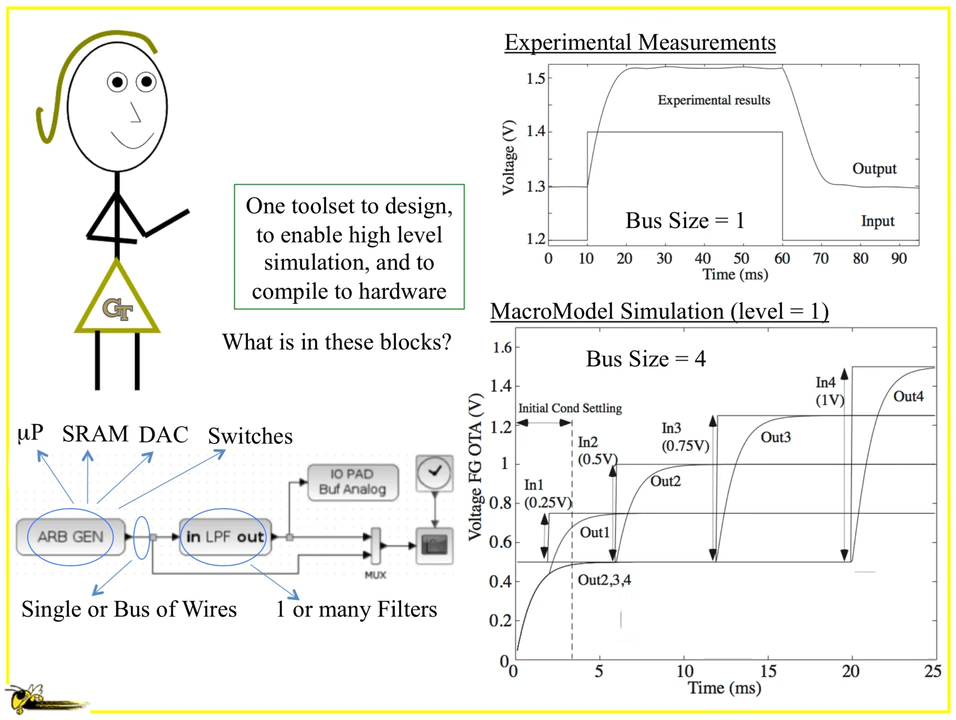 GT
One toolset to design,
to enable high level
simulation, and to
compile to hardware
What is in these blocks?
µP SRAM DAC Switches
IO PAD
Buf Analog
ARB GEN
in LPF out
MUX
Single or Bus of Wires
1 or many Filters
Experimental Measurements
1.5
1.4
1.3
1.2
Voltage (V)
Experimental results
Output
Input
Bus Size = 1
0 10 20 30 40 50 60 70 80 90
Time (ms)
MacroModel Simulation (level = 1)
1.6
1.4
1.2
1
0.8
0.6
0.4
0.2
0
Voltage FG OTA (V)
Bus Size = 4
Initial Cond Settling
In1
(0.25V)
In2
(0.5V)
In3
(0.75V)
In4
(1V)
Out1
Out2
Out3
Out4
Out2,3,4
0 5 10 15 20 25
Time (ms)